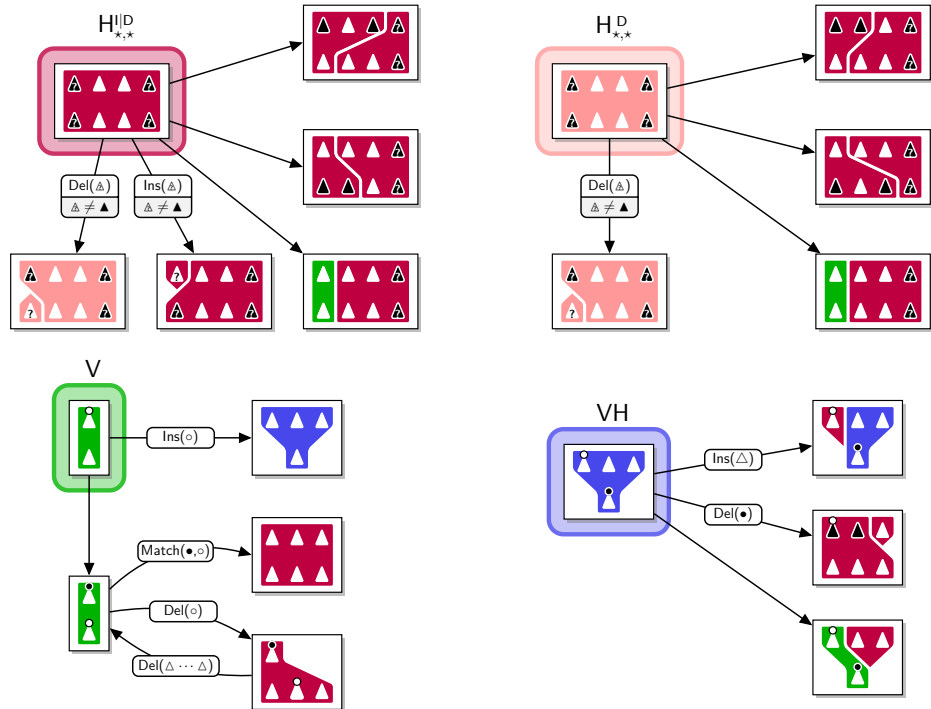 H^{I|D}_{⋆,⋆}
H^{D}_{⋆,⋆}
? ?
? ?
?
?
?
?
? ?
? ?
?
?
?
?
Del(⍍)
⍍ ≠ ▲
Ins(⍍)
⍍ ≠ ▲
Del(⍍)
⍍ ≠ ▲
? ?
? ?
? ?
? ?
?
?
? ?
? ?
?
?
V
VH
Ins(○)
Ins(△)
Del(●)
Match(●,○)
Del(○)
Del(△ ⋯ △)